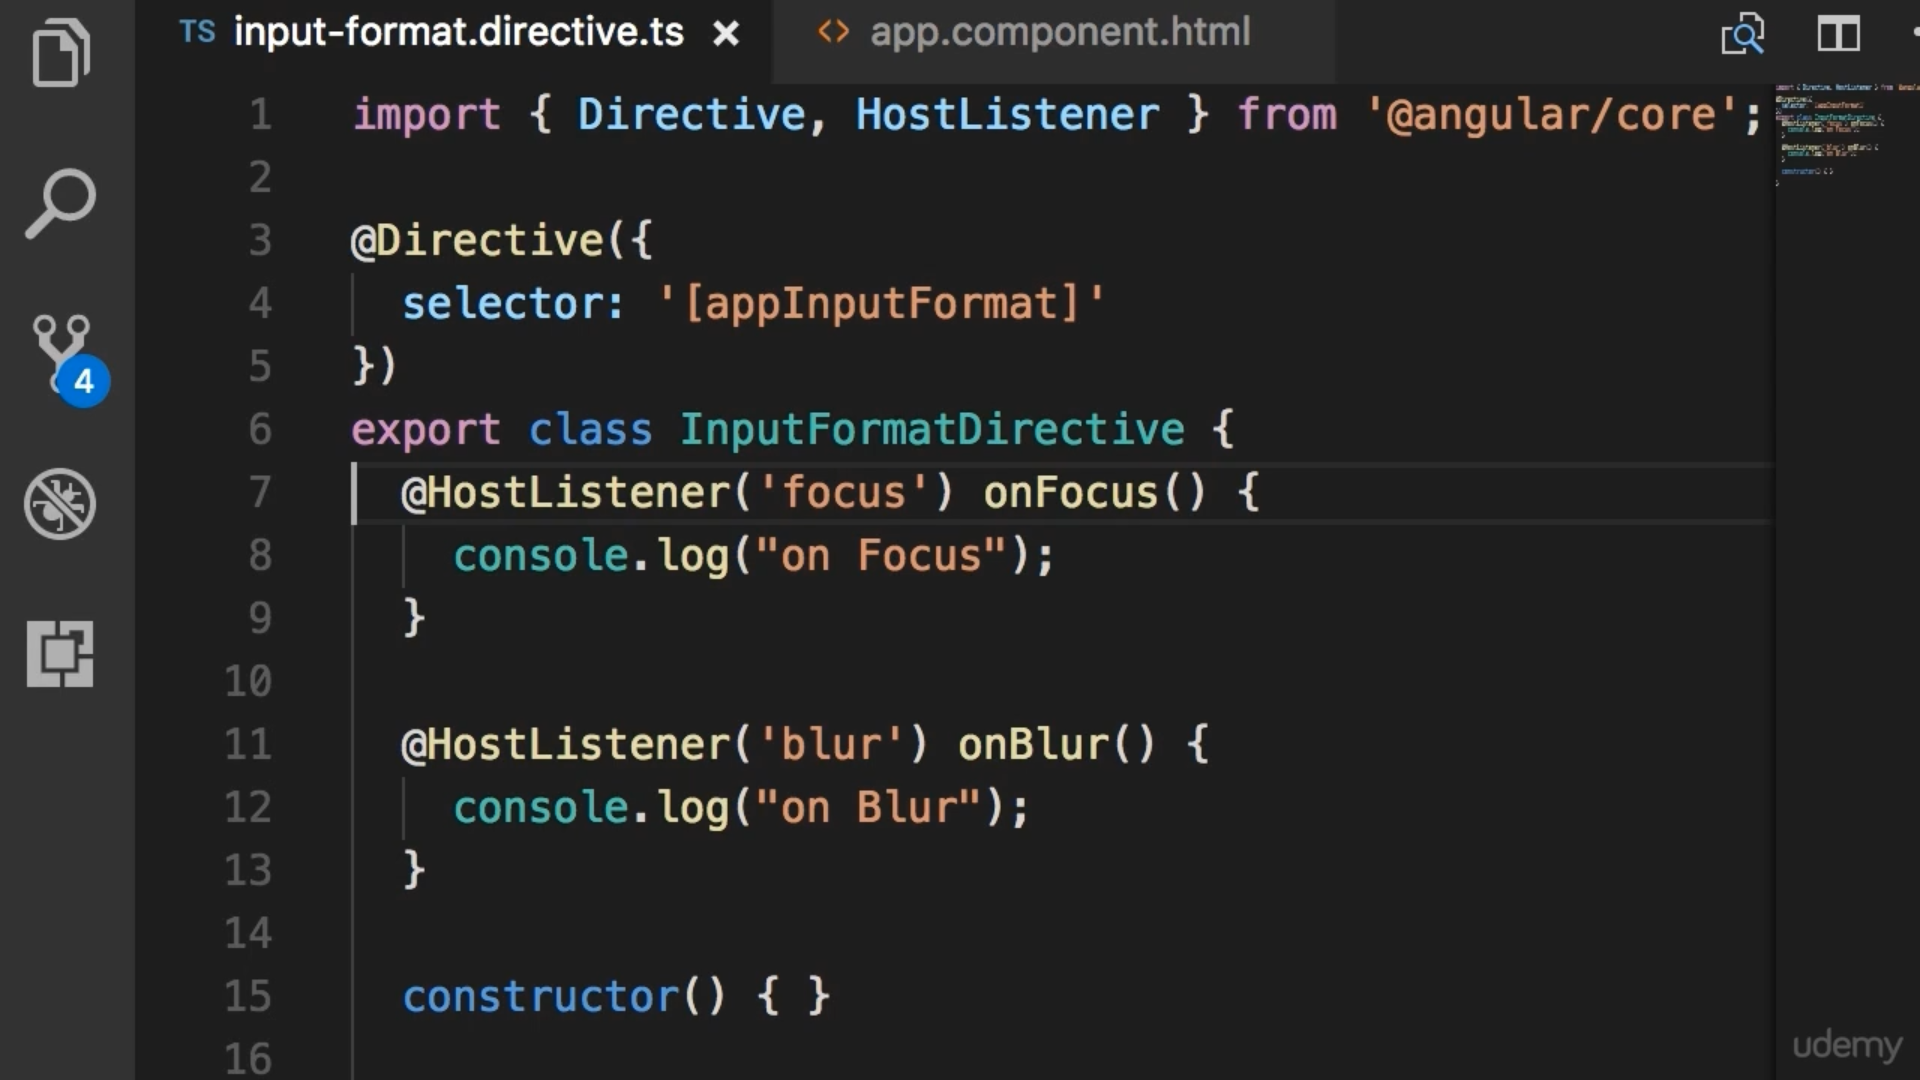 TS input-format.directive.ts × <> app.component.html
1 import { Directive, HostListener } from '@angular/core';
2
3 @Directive({
4 selector: '[appInputFormat]'
5 })
6 export class InputFormatDirective {
7 @HostListener('focus') onFocus() {
8 console.log("on Focus");
9 }
10
11 @HostListener('blur') onBlur() {
12 console.log("on Blur");
13 }
14
15 constructor() { }
16
4
udemy